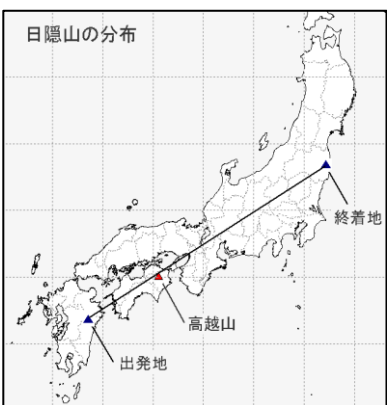 日隠山の分布
終着地
高越山
出発地